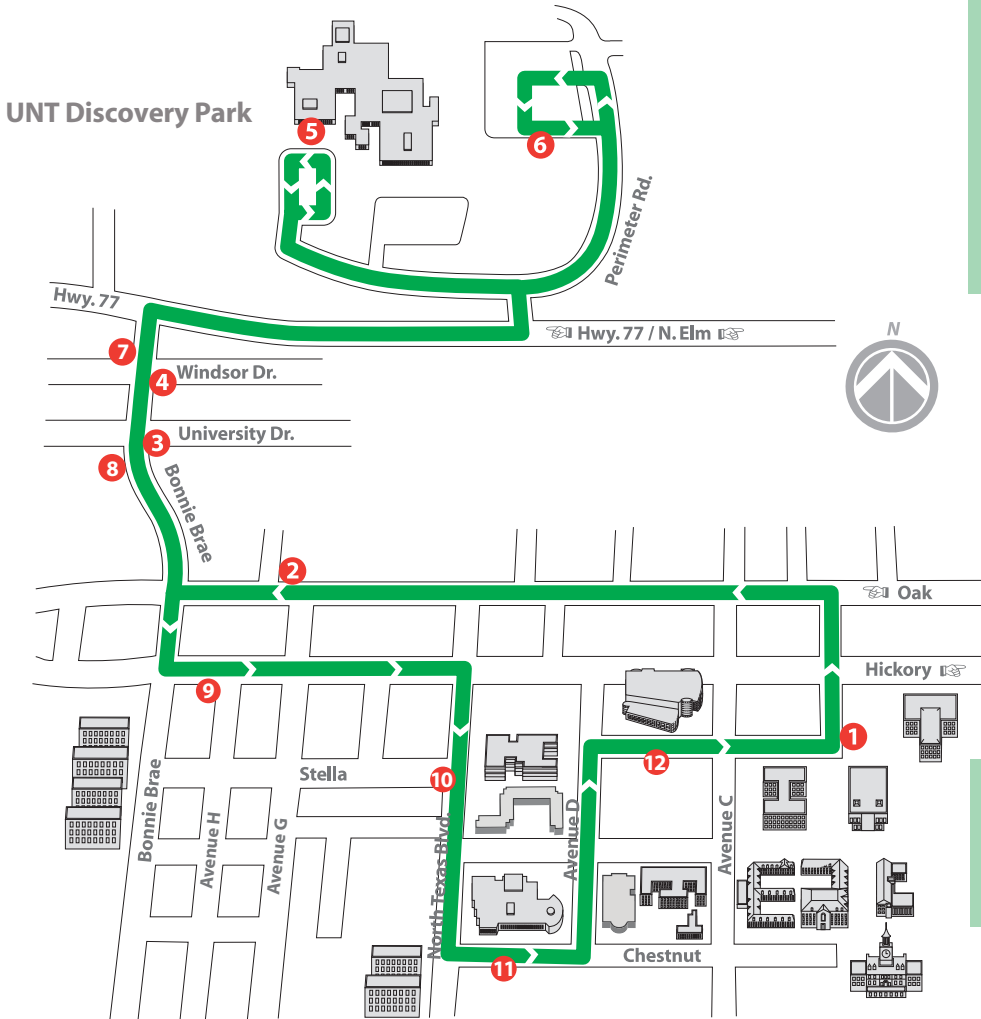 UNT Discovery Park
5
6
Perimeter Rd.
Hwy. 77
Hwy. 77 / N. Elm
N
7
Windsor Dr.
4
University Dr.
3
8
Bonnie Brae
2
Oak
Hickory
9
1
Stella
10
12
Bonnie Brae
Avenue H
Avenue G
North Texas Blvd.
Avenue D
Avenue C
Chestnut
11